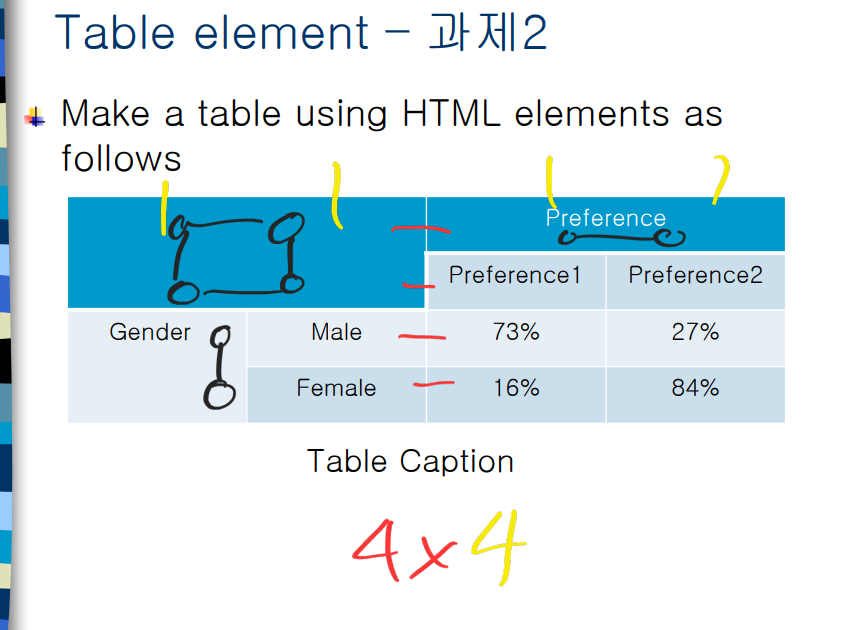 Table element – 과제2
Make a table using HTML elements as
follows
Preference
Preference1 Preference2
Gender Male 73% 27%
Female 16% 84%
Table Caption
4x4